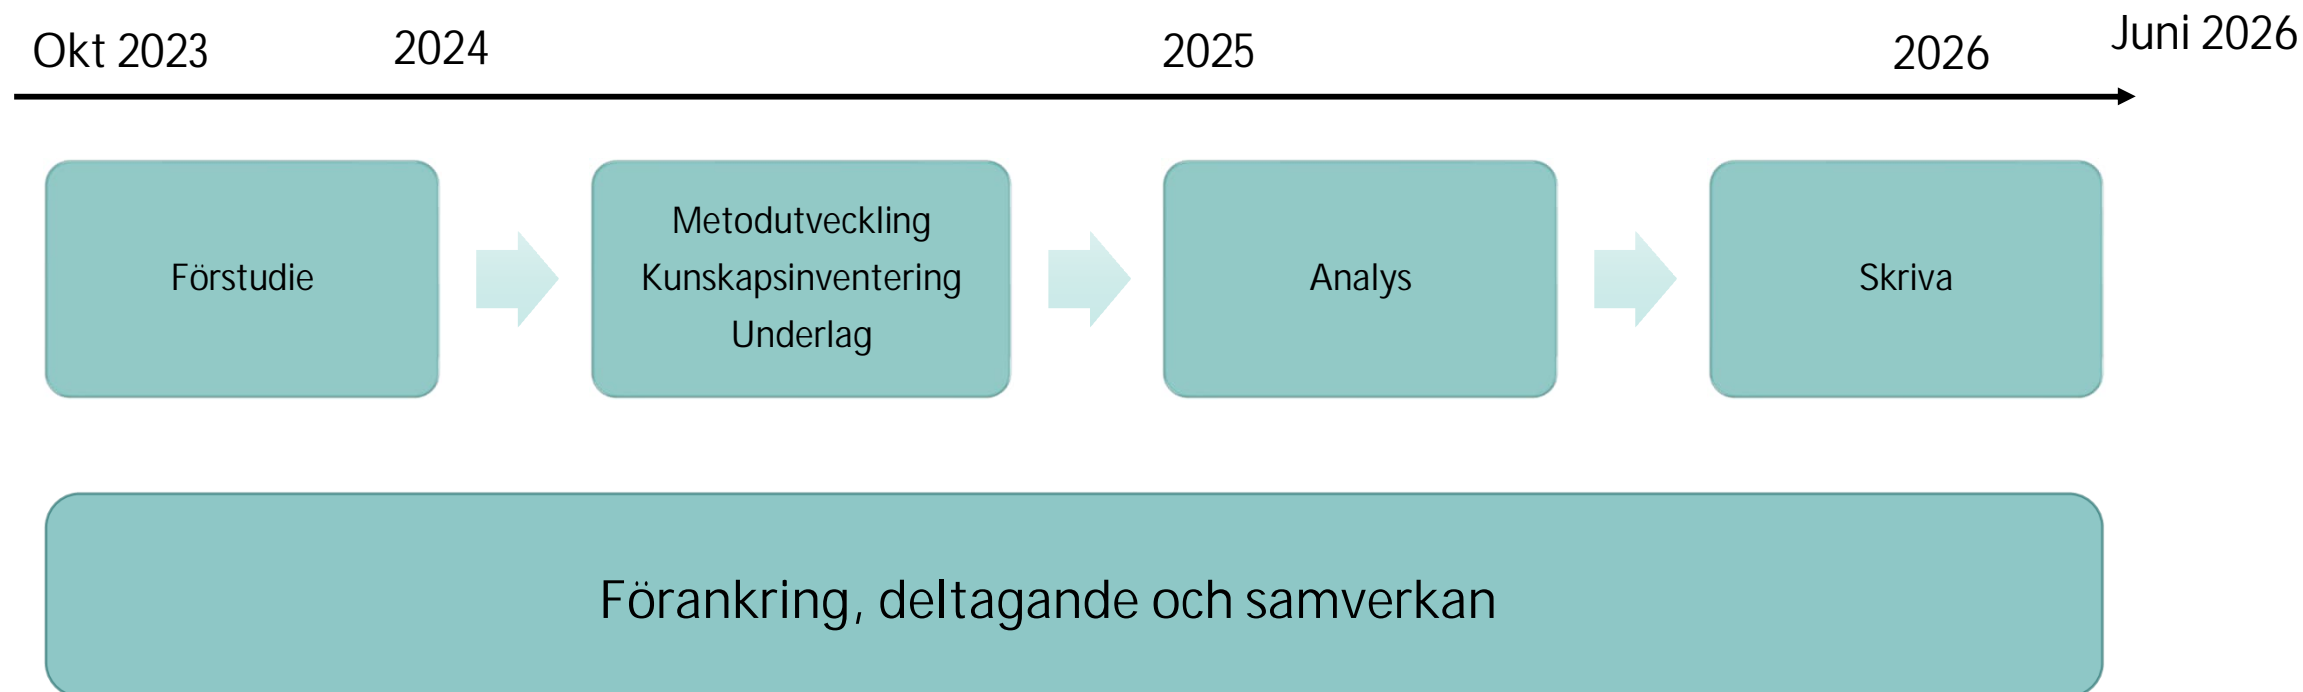 Okt 2023
2024
2025
2026
Juni 2026
Förstudie
Metodutveckling
Kunskapsinventering
Underlag
Analys
Skriva
Förankring, deltagande och samverkan